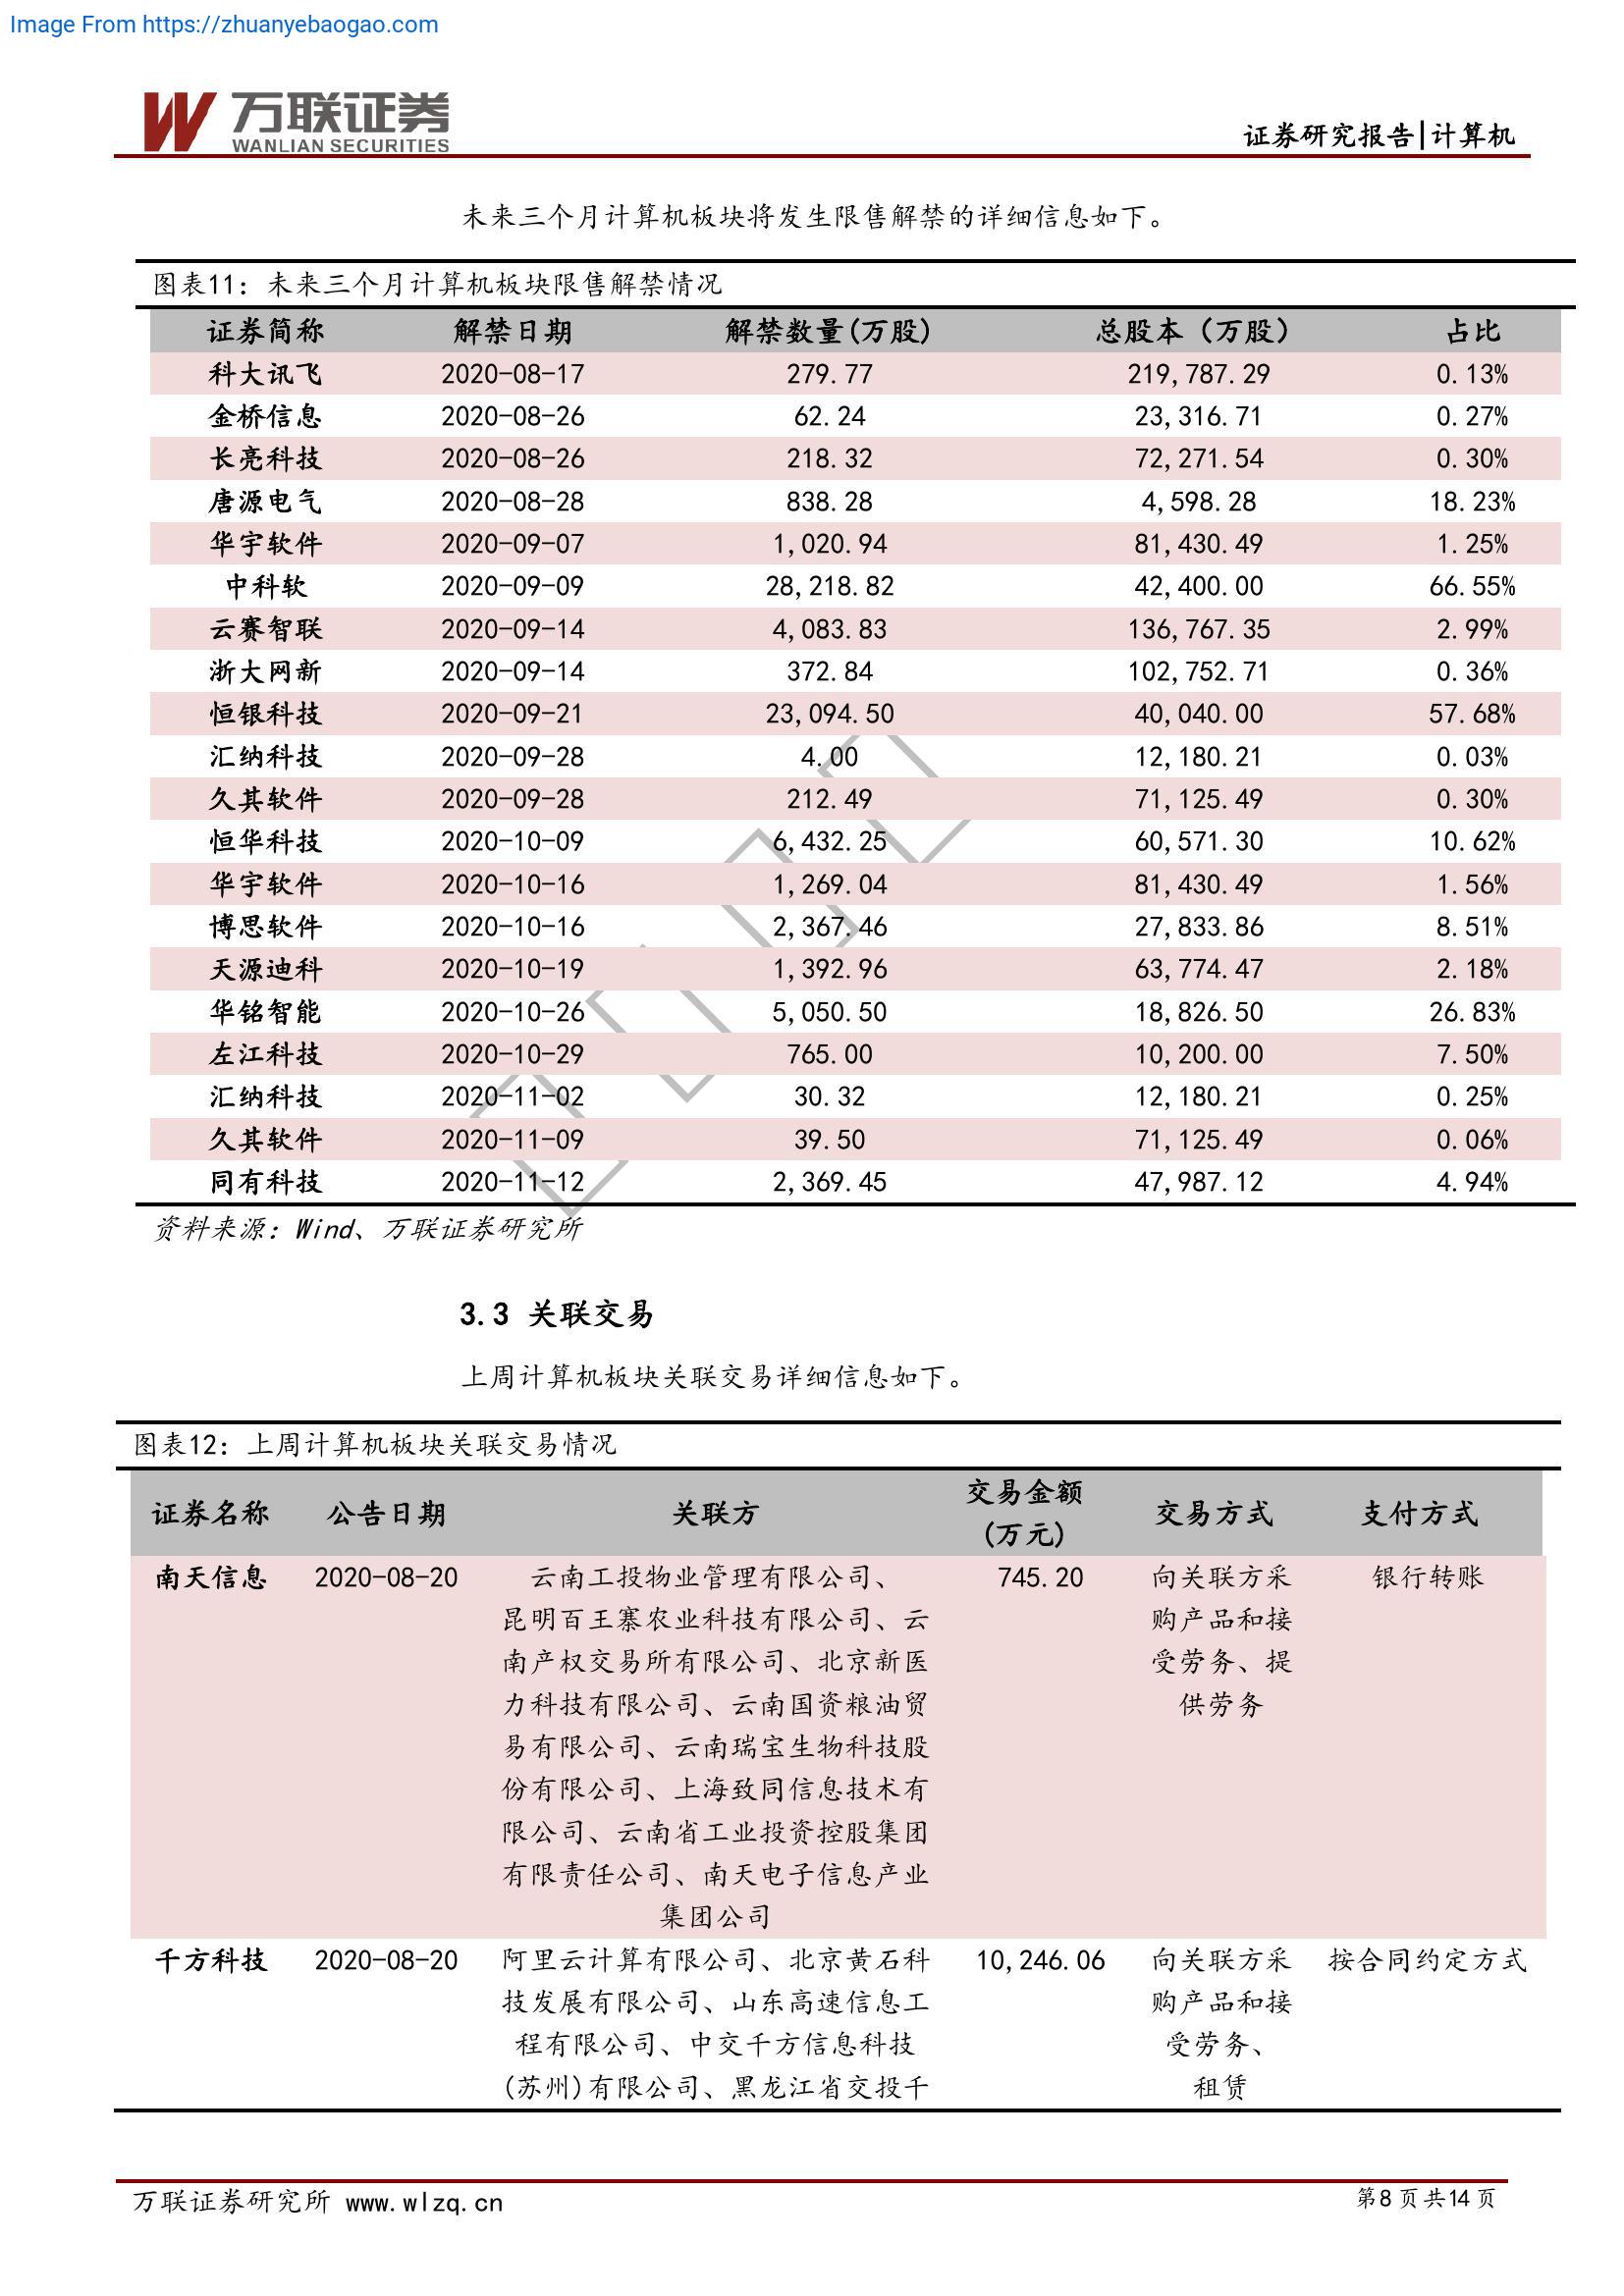 Image From https://zhuanyebaogao.com
万联证券
WANLIAN SECURITIES
证券研究报告|计算机
未来三个月计算机板块将发生限售解禁的详细信息如下。
图表11：未来三个月计算机板块限售解禁情况
证券简称 解禁日期 解禁数量(万股) 总股本（万股） 占比
科大讯飞 2020-08-17 279.77 219,787.29 0.13%
金桥信息 2020-08-26 62.24 23,316.71 0.27%
长亮科技 2020-08-26 218.32 72,271.54 0.30%
唐源电气 2020-08-28 838.28 4,598.28 18.23%
华宇软件 2020-09-07 1,020.94 81,430.49 1.25%
中科软 2020-09-09 28,218.82 42,400.00 66.55%
云赛智联 2020-09-14 4,083.83 136,767.35 2.99%
浙大网新 2020-09-14 372.84 102,752.71 0.36%
恒银科技 2020-09-21 23,094.50 40,040.00 57.68%
汇纳科技 2020-09-28 4.00 12,180.21 0.03%
久其软件 2020-09-28 212.49 71,125.49 0.30%
恒华科技 2020-10-09 6,432.25 60,571.30 10.62%
华宇软件 2020-10-16 1,269.04 81,430.49 1.56%
博思软件 2020-10-16 2,367.46 27,833.86 8.51%
天源迪科 2020-10-19 1,392.96 63,774.47 2.18%
华铭智能 2020-10-26 5,050.50 18,826.50 26.83%
左江科技 2020-10-29 765.00 10,200.00 7.50%
汇纳科技 2020-11-02 30.32 12,180.21 0.25%
久其软件 2020-11-09 39.50 71,125.49 0.06%
同有科技 2020-11-12 2,369.45 47,987.12 4.94%
资料来源：Wind、万联证券研究所
3.3 关联交易
上周计算机板块关联交易详细信息如下。
图表12：上周计算机板块关联交易情况
证券名称 公告日期 关联方 交易金额(万元) 交易方式 支付方式
南天信息 2020-08-20 云南工投物业管理有限公司、 745.20 向关联方采 银行转账
昆明百王寨农业科技有限公司、云 购产品和接
南产权交易所有限公司、北京新医 受劳务、提
力科技有限公司、云南国资粮油贸 供劳务
易有限公司、云南瑞宝生物科技股
份有限公司、上海致同信息技术有
限公司、云南省工业投资控股集团
有限责任公司、南天电子信息产业
集团公司
千方科技 2020-08-20 阿里云计算有限公司、北京黄石科 10,246.06 向关联方采 按合同约定方式
技发展有限公司、山东高速信息工 购产品和接
程有限公司、中交千方信息科技 受劳务、
(苏州)有限公司、黑龙江省交投千 租赁
万联证券研究所 www.wlzq.cn 第8页共14页